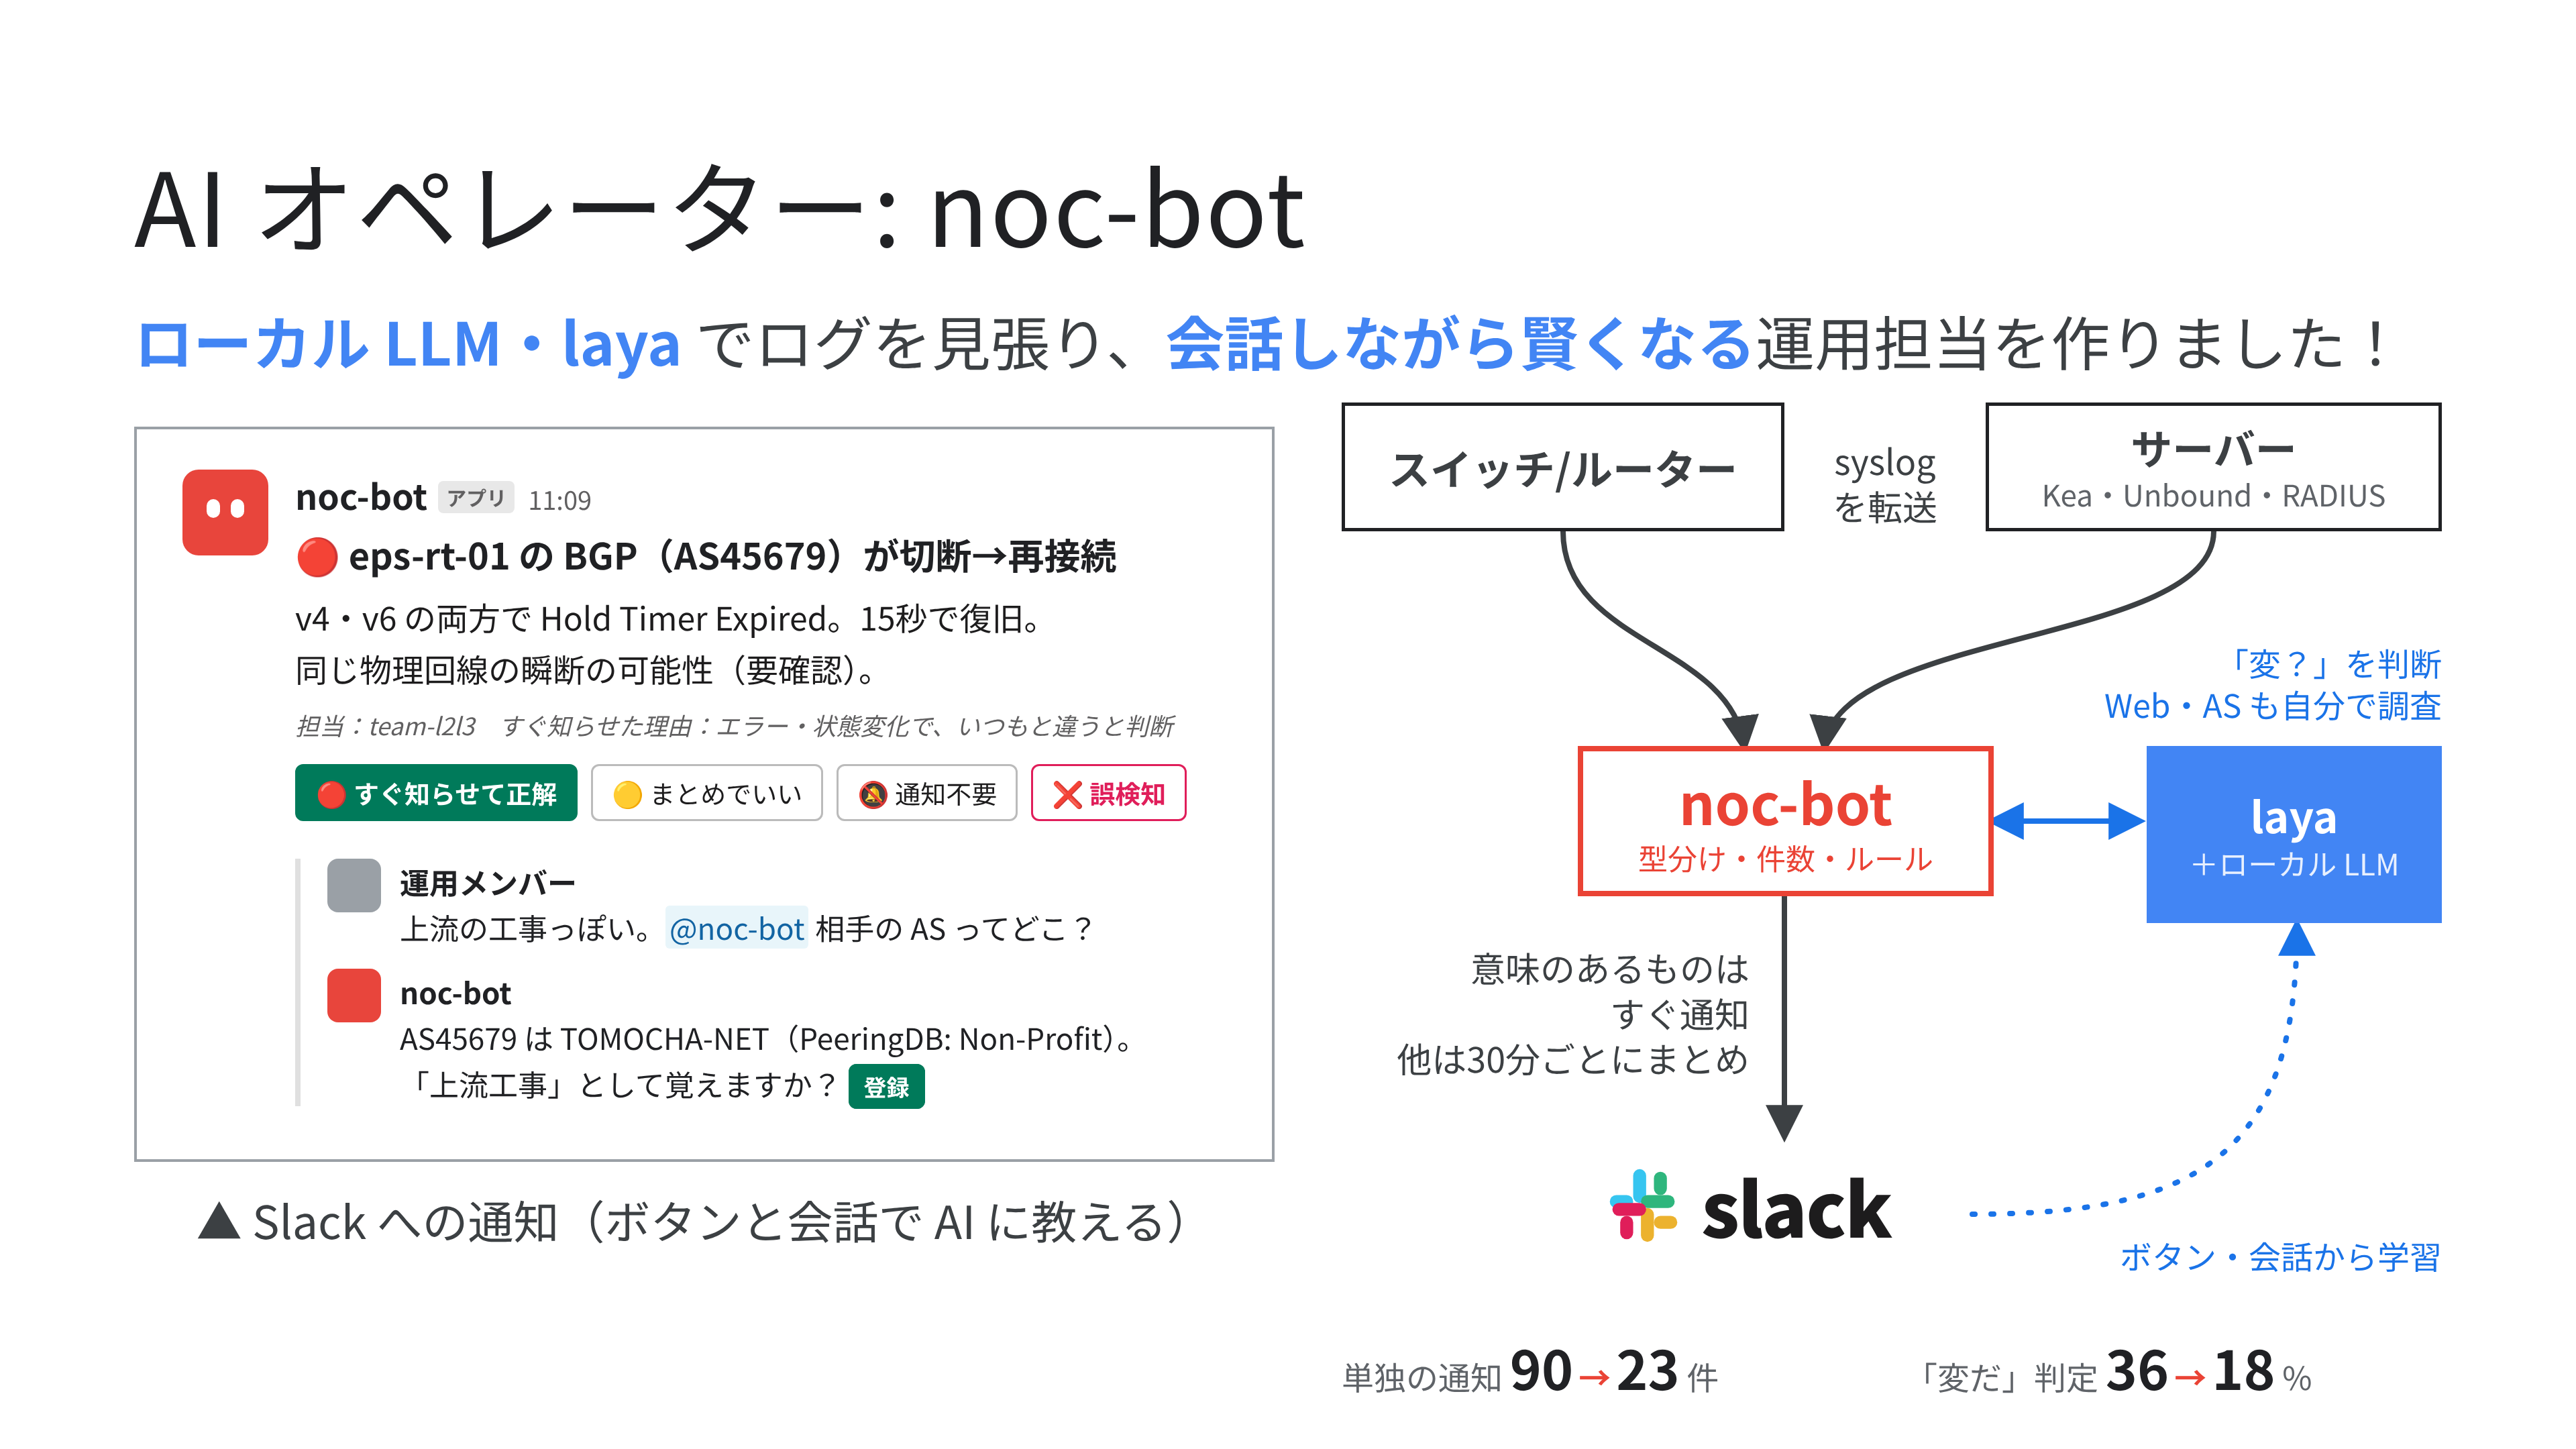 AI オペレーター: noc-bot
ローカル LLM・laya でログを見張り、会話しながら賢くなる運用担当を作りました！
noc-bot アプリ 11:09
🔴 eps-rt-01 の BGP（AS45679）が切断→再接続
v4・v6 の両方で Hold Timer Expired。15秒で復旧。
同じ物理回線の瞬断の可能性（要確認）。
担当：team-l2l3　すぐ知らせた理由：エラー・状態変化で、いつもと違うと判断
🔴 すぐ知らせて正解 🟡 まとめでいい 🔕 通知不要 ❌ 誤検知
運用メンバー
上流の工事っぽい。@noc-bot 相手の AS ってどこ？
noc-bot
AS45679 は TOMOCHA-NET（PeeringDB: Non-Profit）。
「上流工事」として覚えますか？ 登録
▲ Slack への通知（ボタンと会話で AI に教える）
スイッチ/ルーター
syslog
を転送
サーバー
Kea・Unbound・RADIUS
「変？」を判断
Web・AS も自分で調査
noc-bot
型分け・件数・ルール
laya
＋ローカル LLM
意味のあるものは
すぐ通知
他は30分ごとにまとめ
slack
ボタン・会話から学習
単独の通知 90→23 件
「変だ」判定 36→18 %